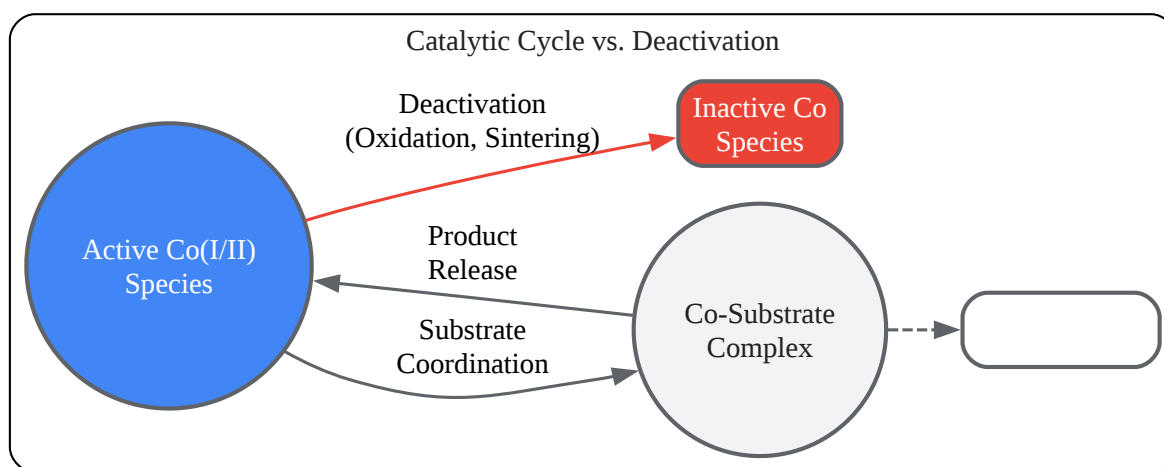 Catalytic Cycle vs. Deactivation
Deactivation
(Oxidation, Sintering)
Inactive Co
Species
Active Co(I/II)
Species
Product
Release
Substrate
Coordination
Co-Substrate
Complex